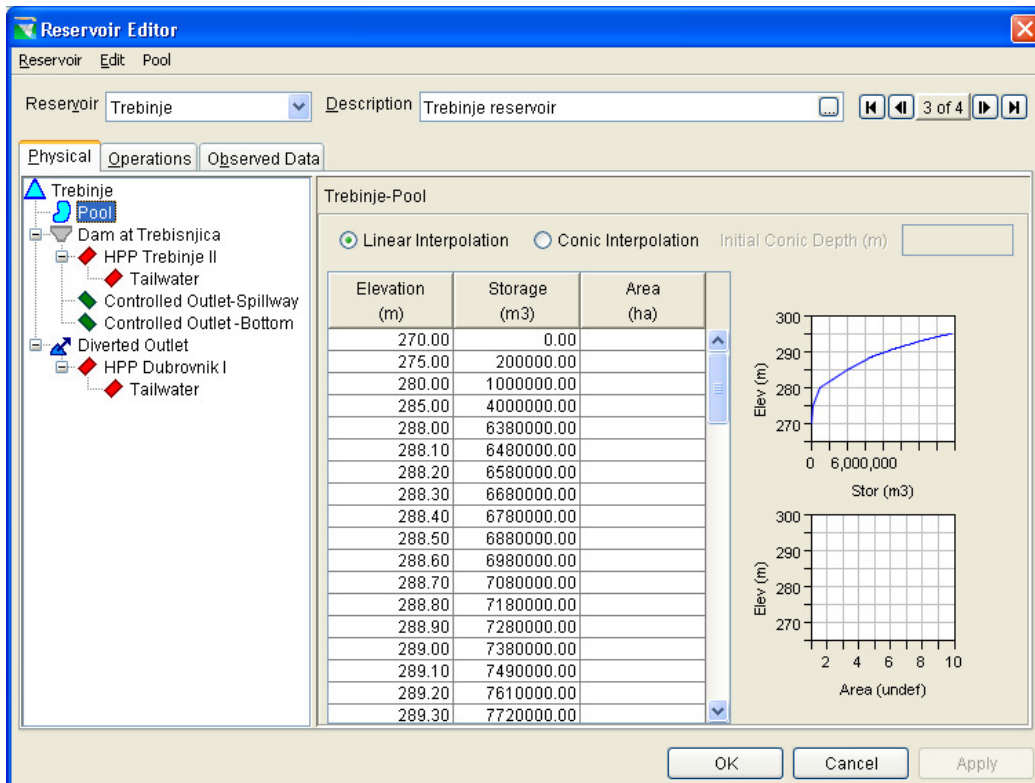 Reservoir Editor
Reservoir Edit Pool
Reservoir Trebinje Description Trebinje reservoir ... 3 of 4
Physical Operations Observed Data
Trebinje
Pool
Dam at Trebisnjica
HPP Trebinje II
Tailwater
Controlled Outlet-Spillway
Controlled Outlet-Bottom
Diverted Outlet
HPP Dubrovnik I
Tailwater
Trebinje-Pool
Linear Interpolation Conic Interpolation Initial Conic Depth (m)
Elevation Storage Area
(m) (m3) (ha)
270.00 0.00
275.00 200000.00
280.00 1000000.00
285.00 4000000.00
288.00 6380000.00
288.10 6480000.00
288.20 6580000.00
288.30 6680000.00
288.40 6780000.00
288.50 6880000.00
288.60 6980000.00
288.70 7080000.00
288.80 7180000.00
288.90 7280000.00
289.00 7380000.00
289.10 7490000.00
289.20 7610000.00
289.30 7720000.00
300
290
280
270
Elev (m)
0 6,000,000
Stor (m3)
300
290
280
270
Elev (m)
2 4 6 8 10
Area (undef)
OK Cancel Apply